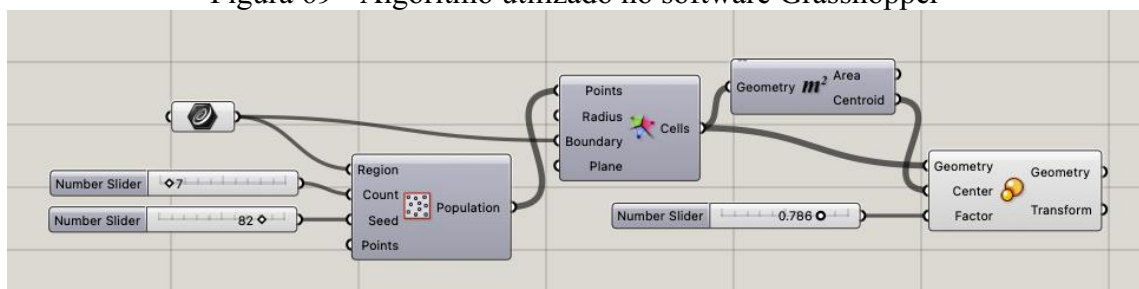 Figura 69 - Algoritmo utilizado no software Grasshopper
Number Slider 7
Number Slider 82
Region
Count
Seed
Points
Population
Points
Radius
Boundary
Plane
Cells
Geometry m² Area
Centroid
Number Slider 0.786
Geometry
Center
Factor
Geometry
Transform